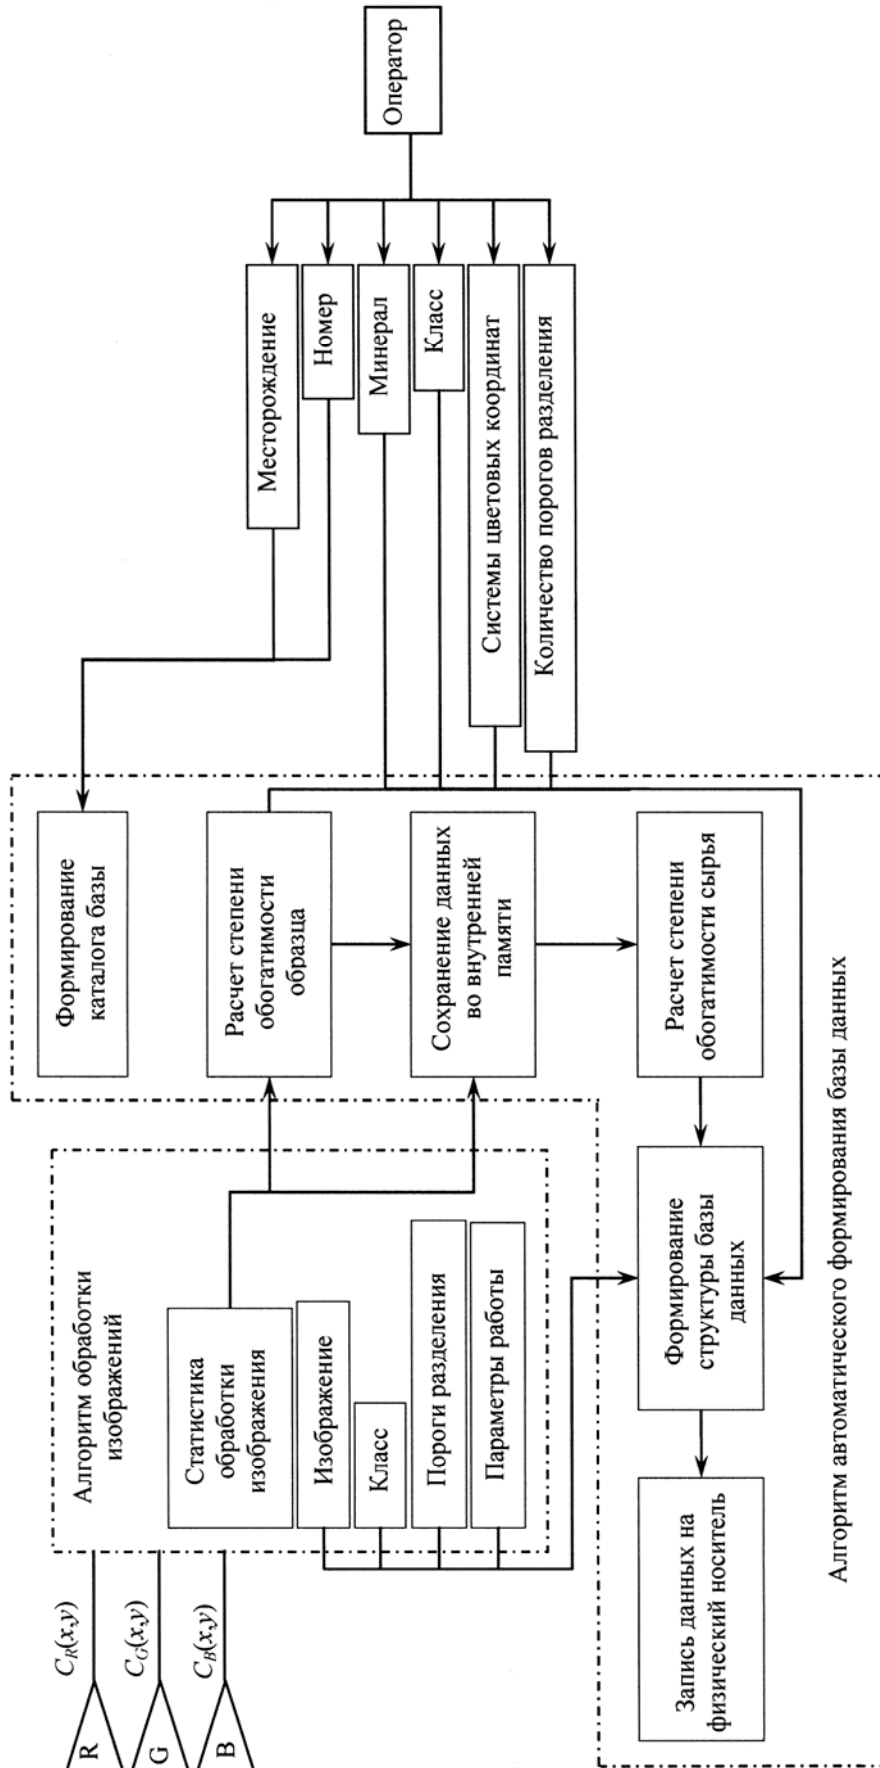 R
G
B
C_R(x,y)
C_G(x,y)
C_B(x,y)
Алгоритм обработки
изображений
Статистика
обработки
изображения
Изображение
Класс
Пороги разделения
Параметры работы
Формирование
каталога базы
Расчет степени
обогатимости
образца
Сохранение данных
во внутренней
памяти
Расчет степени
обогатимости сырья
Формирование
структуры базы
данных
Запись данных на
физический носитель
Алгоритм автоматического формирования базы данных
Месторождение
Номер
Минерал
Класс
Системы цветовых координат
Количество порогов разделения
Оператор